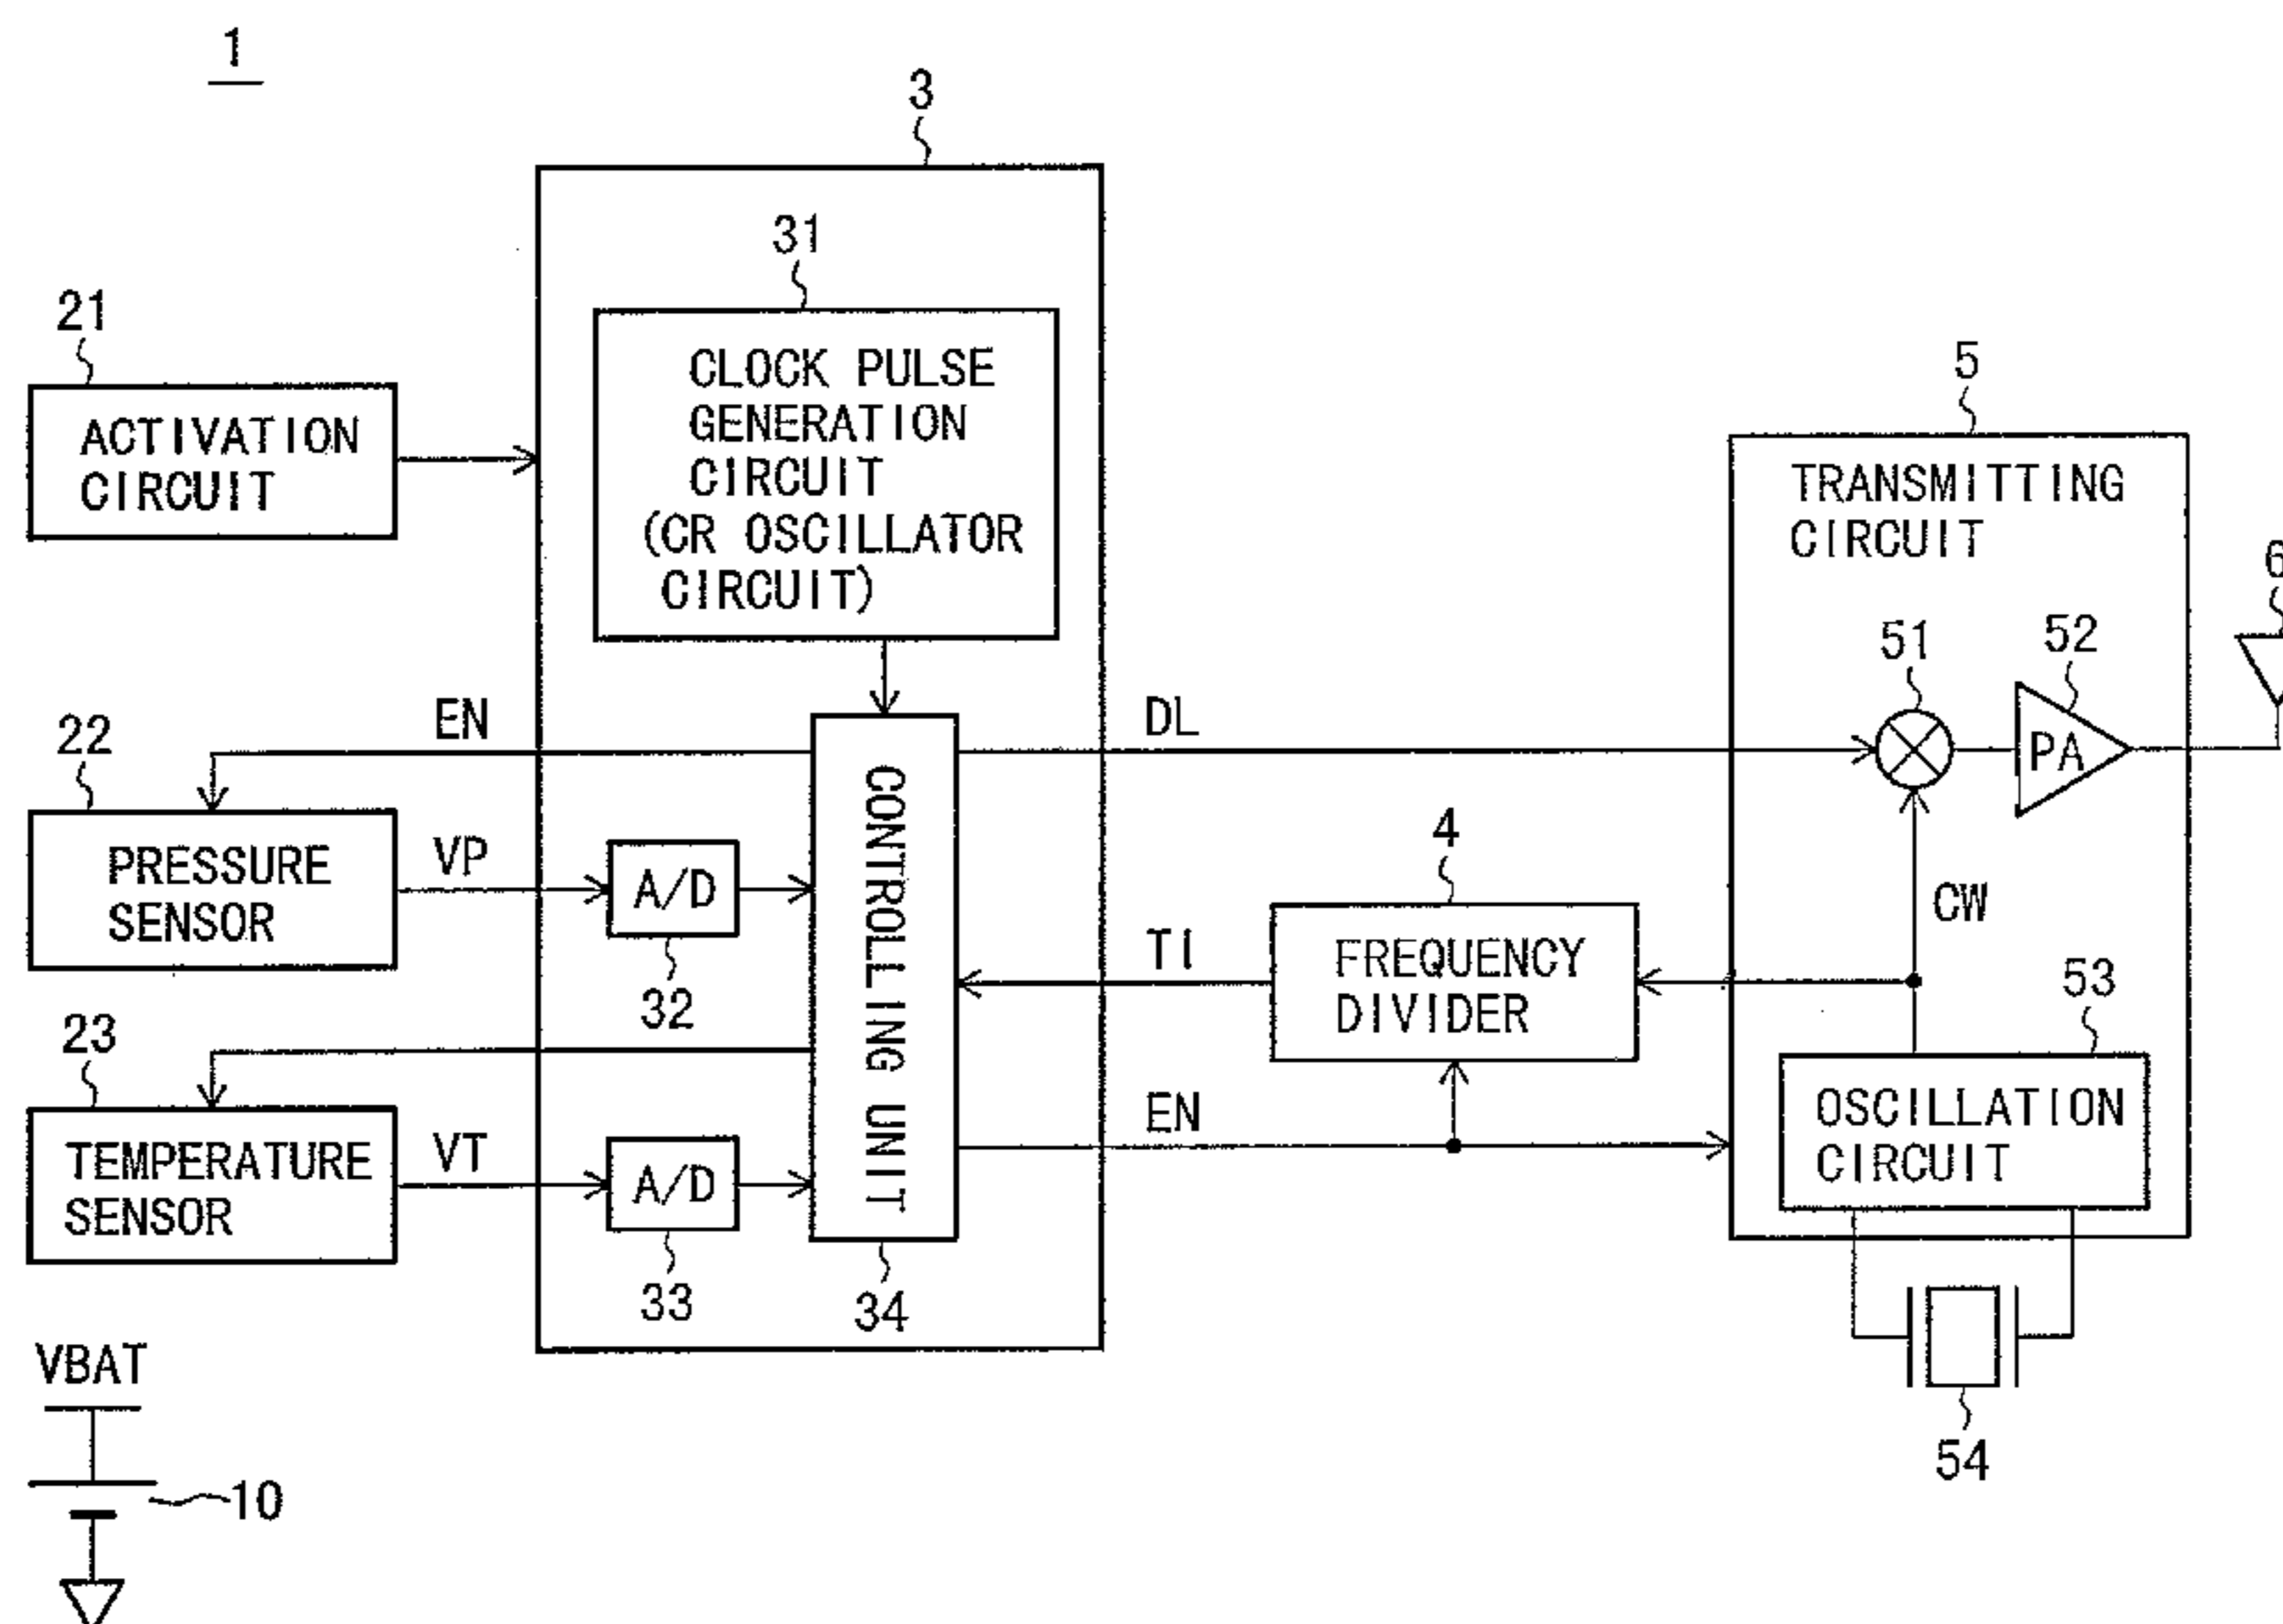 1
3
31
CLOCK PULSE
GENERATION
CIRCUIT
(CR OSCILLATOR
CIRCUIT)
21
ACTIVATION
CIRCUIT
5
TRANSMITTING
CIRCUIT
6
51
52
PA
EN
DL
22
PRESSURE
SENSOR
VP
A/D
32
CONTROLLING UNIT
34
4
FREQUENCY
DIVIDER
TI
CW
53
OSCILLATION
CIRCUIT
23
TEMPERATURE
SENSOR
VT
A/D
33
EN
54
VBAT
10